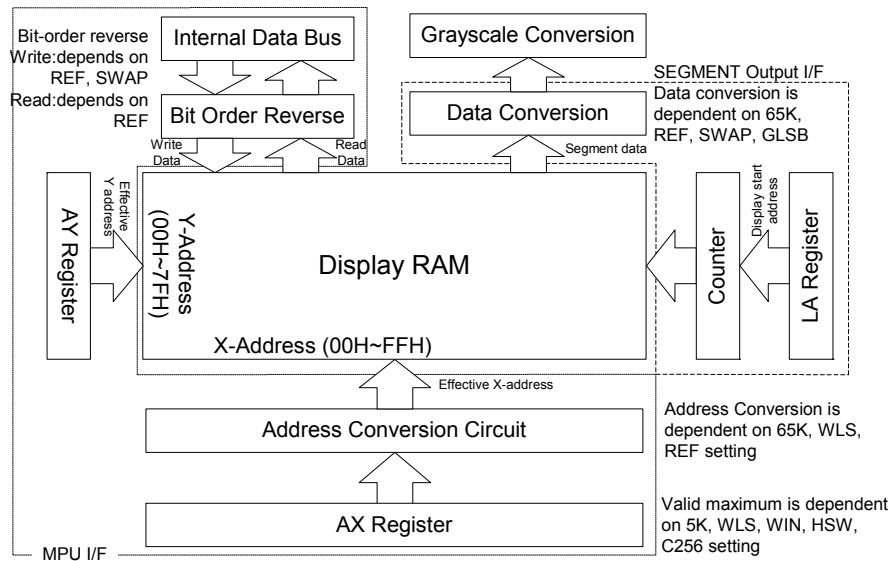 Bit-order reverse
Write:depends on
REF, SWAP
Read:depends on
REF
Internal Data Bus
Bit Order Reverse
Write
Data
Read
Data
Grayscale Conversion
Data Conversion
Segment data
SEGMENT Output I/F
Data conversion is
dependent on 65K,
REF, SWAP, GLSB
AY Register
Effective
Y address
Y-Address
(00H~7FH)
Display RAM
X-Address (00H~FFH)
Counter
Display start
address
LA Register
Effective X-address
Address Conversion Circuit
Address Conversion is
dependent on 65K, WLS,
REF setting
AX Register
Valid maximum is dependent
on 5K, WLS, WIN, HSW,
C256 setting
MPU I/F